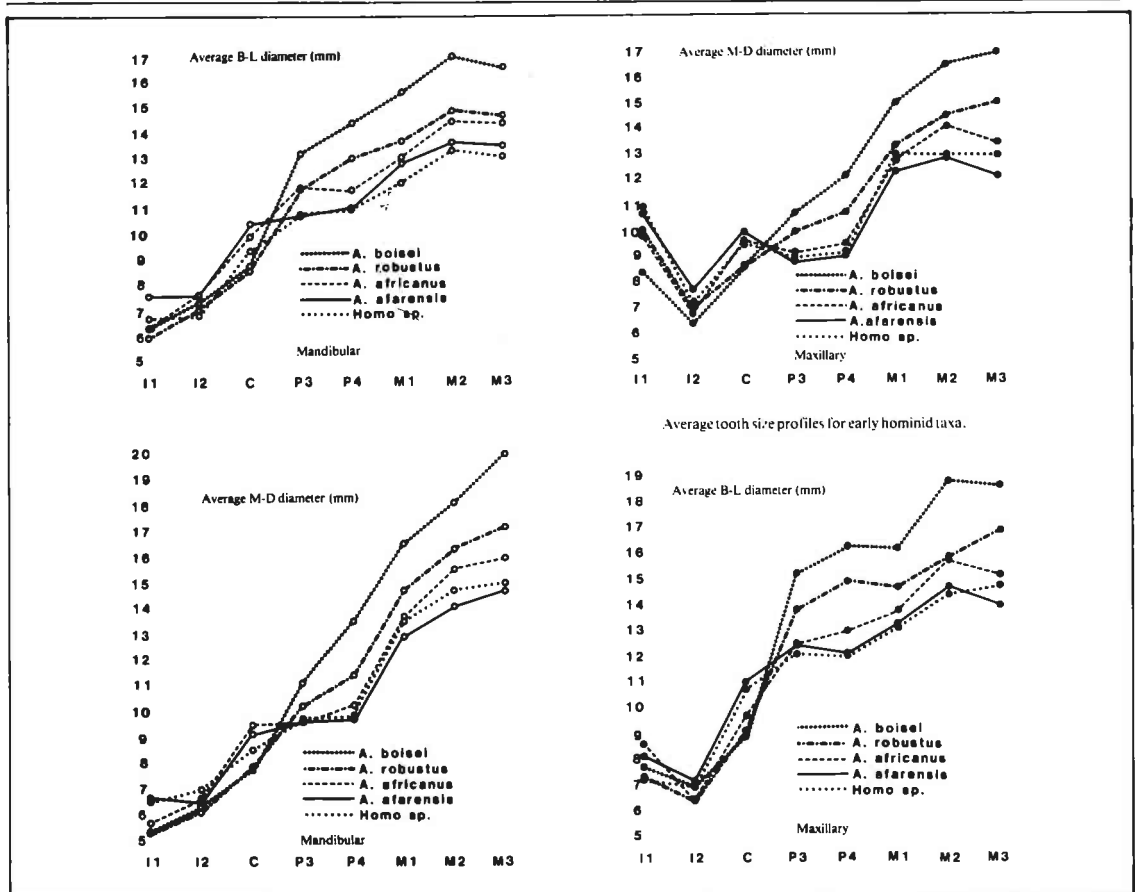 Average B-L diameter (mm)
17
16
15
14
13
12
11
10
9
8
7
6
5
A. boisei
A. robustus
A. africanus
A. afarensis
Homo sp.
Mandibular
I1 I2 C P3 P4 M1 M2 M3
Average M-D diameter (mm)
17
16
15
14
13
12
11
10
9
8
7
6
5
A. boisei
A. robustus
A. africanus
A.afarensis
Homo sp.
Maxillary
I1 I2 C P3 P4 M1 M2 M3
Average tooth size profiles for early hominid taxa.
Average M-D diameter (mm)
20
19
18
17
16
15
14
13
12
11
10
9
8
7
6
5
A. boisei
A. robustus
A. africanus
A. afarensis
Homo sp.
Mandibular
I1 I2 C P3 P4 M1 M2 M3
Average B-L diameter (mm)
19
18
17
16
15
14
13
12
11
10
9
8
7
6
5
A. boisei
A. robustus
A. africanus
A. afarensis
Homo sp.
Maxillary
I1 I2 C P3 P4 M1 M2 M3